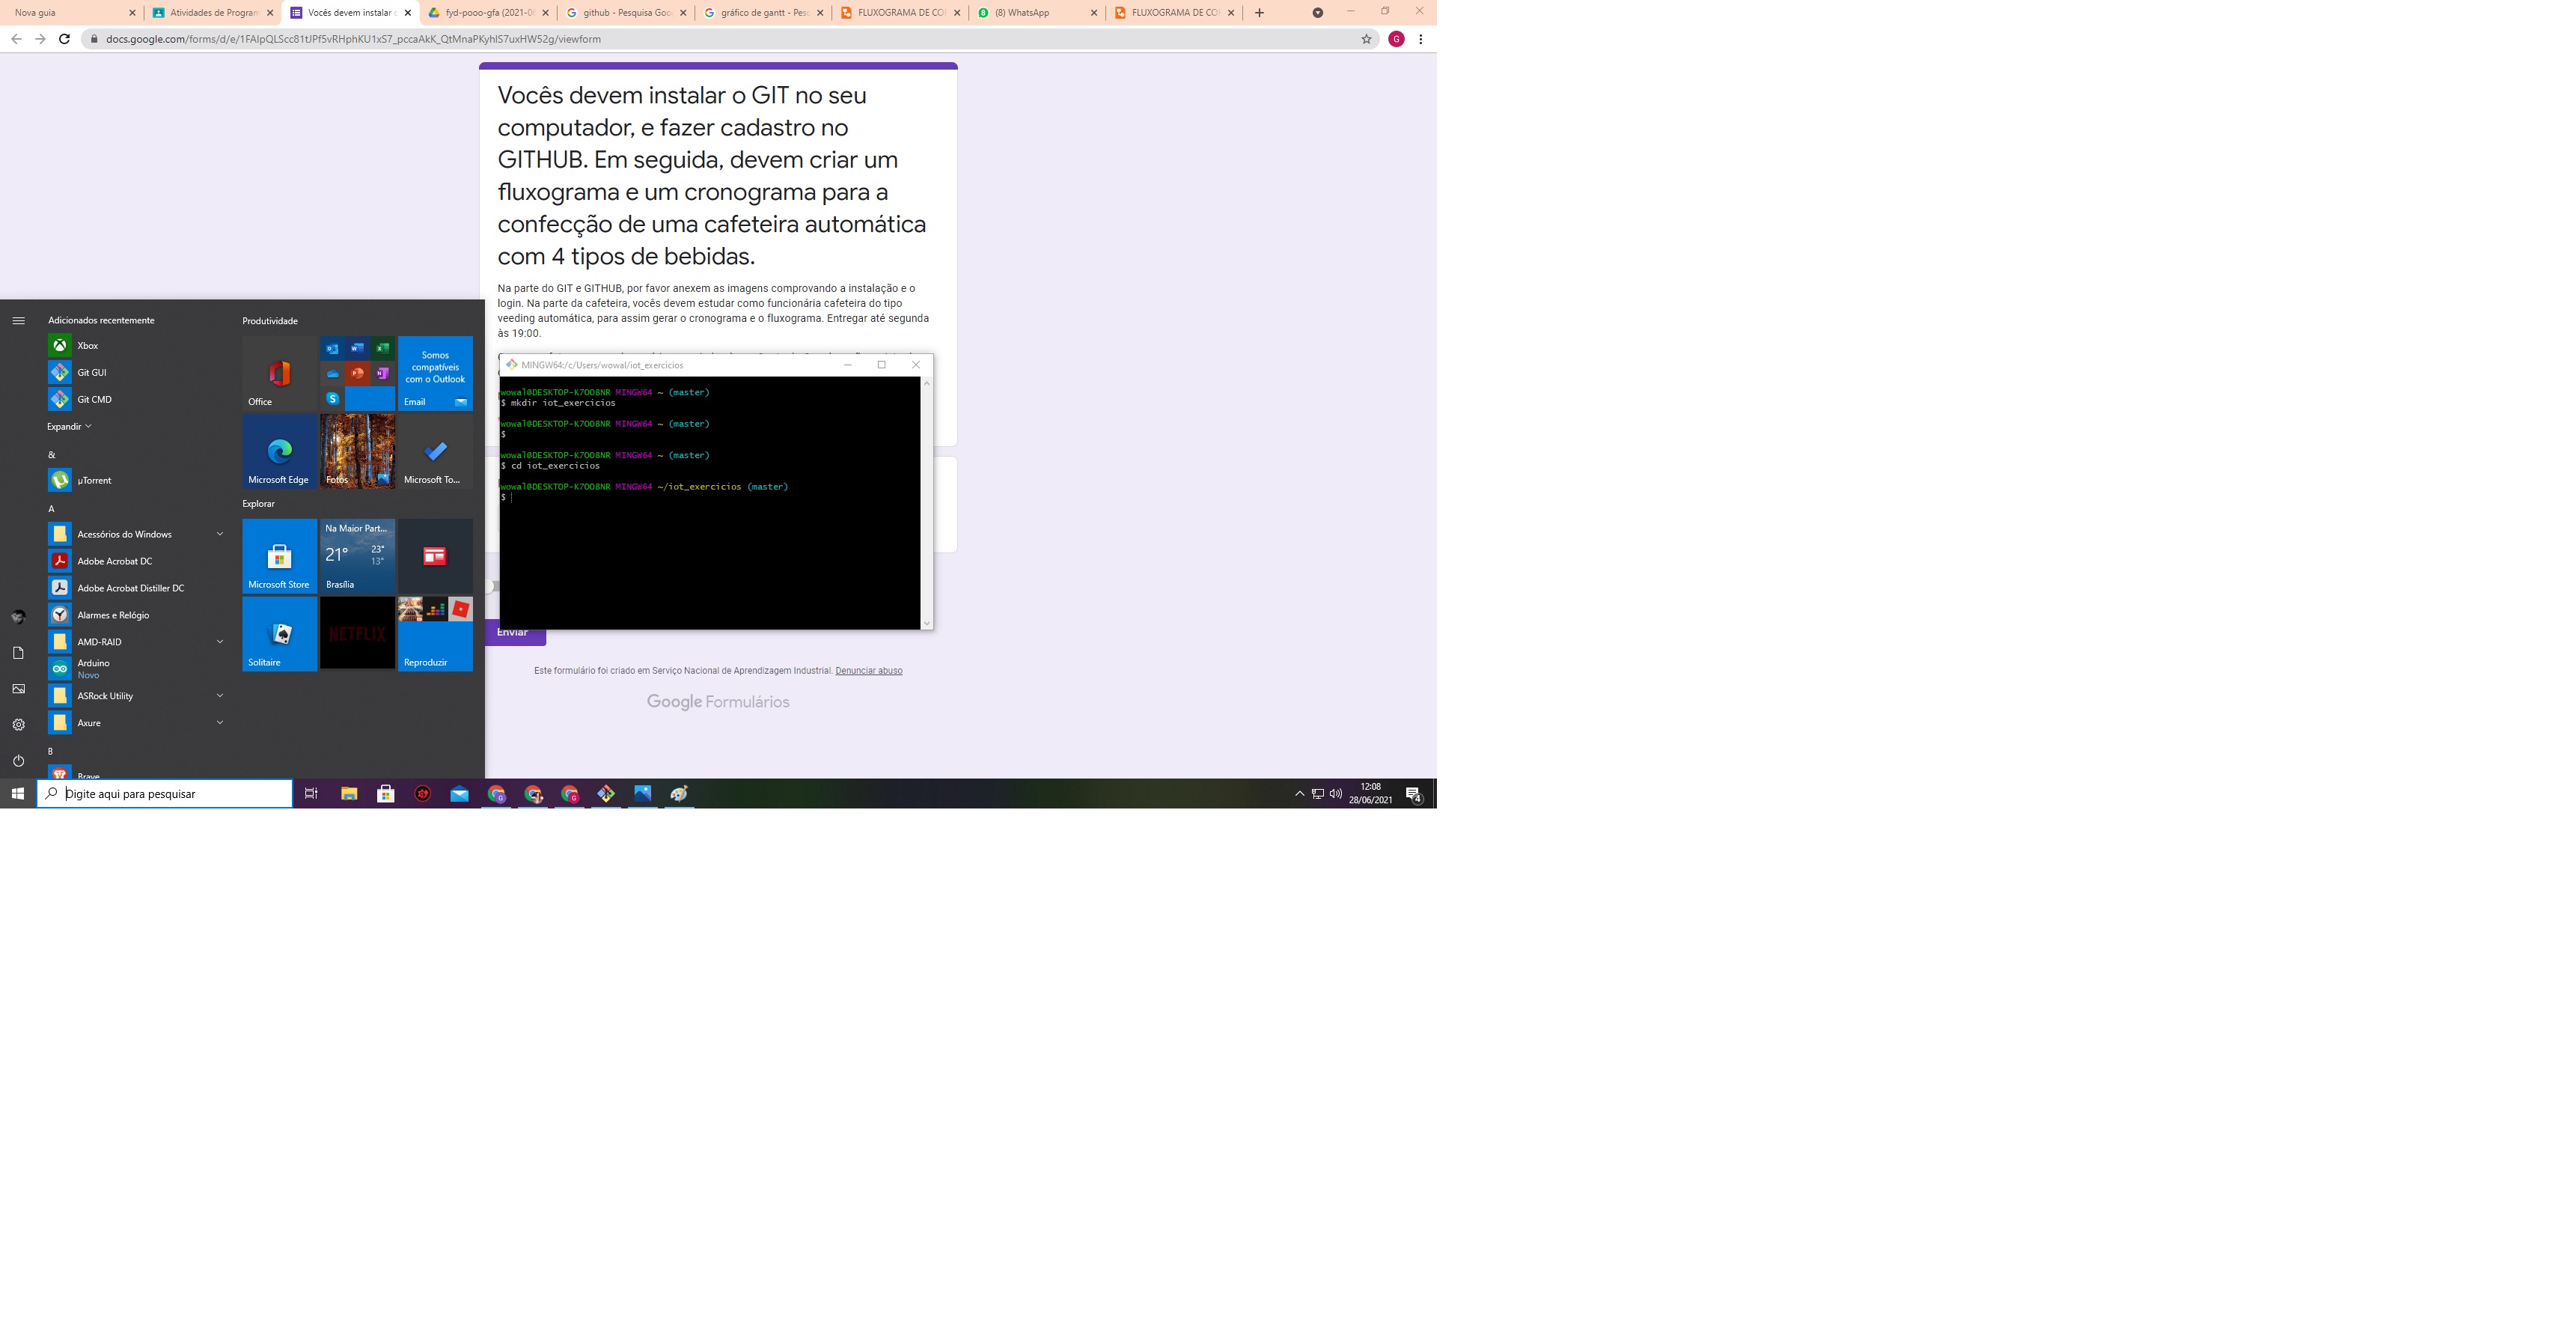 Nova guia
Atividades de Program
Vocês devem instalar
fyd-pooo-gfa (2021-0
github - Pesquisa Goo
gráfico de gantt - Pes
FLUXOGRAMA DE CO
(8) WhatsApp
FLUXOGRAMA DE CO
docs.google.com/forms/d/e/1FAIpQLScc81tJPf5vRHphKU1xS7_pccaAkK_QtMnaPKyhIS7uxHW52g/viewform
G
Vocês devem instalar o GIT no seu
computador, e fazer cadastro no
GITHUB. Em seguida, devem criar um
fluxograma e um cronograma para a
confecção de uma cafeteira automática
com 4 tipos de bebidas.
Na parte do GIT e GITHUB, por favor anexem as imagens comprovando a instalação e o
login. Na parte da cafeteira, vocês devem estudar como funcionária cafeteira do tipo
veeding automática, para assim gerar o cronograma e o fluxograma. Entregar até segunda
às 19:00.
MINGW64:/c/Users/wowal/iot_exercicios
wowal@DESKTOP-K7OO8NR MINGW64 ~ (master)
$ mkdir iot_exercicios
wowal@DESKTOP-K7OO8NR MINGW64 ~ (master)
$
wowal@DESKTOP-K7OO8NR MINGW64 ~ (master)
$ cd iot_exercicios
wowal@DESKTOP-K7OO8NR MINGW64 ~/iot_exercicios (master)
$
Enviar
Este formulário foi criado em Serviço Nacional de Aprendizagem Industrial. Denunciar abuso
Google Formulários
Adicionados recentemente
Xbox
Git GUI
Git CMD
Expandir
&
µTorrent
A
Acessórios do Windows
Adobe Acrobat DC
Adobe Acrobat Distiller DC
Alarmes e Relógio
AMD-RAID
Arduino
Novo
ASRock Utility
Axure
B
Brave
Produtividade
Office
Somos
compatíveis
com o Outlook
Email
Microsoft Edge
Fotos
Microsoft To...
Explorar
Microsoft Store
Na Maior Part...
21°
23°
13°
Brasília
Solitaire
NETFLIX
Reproduzir
Digite aqui para pesquisar
12:08
28/06/2021
4